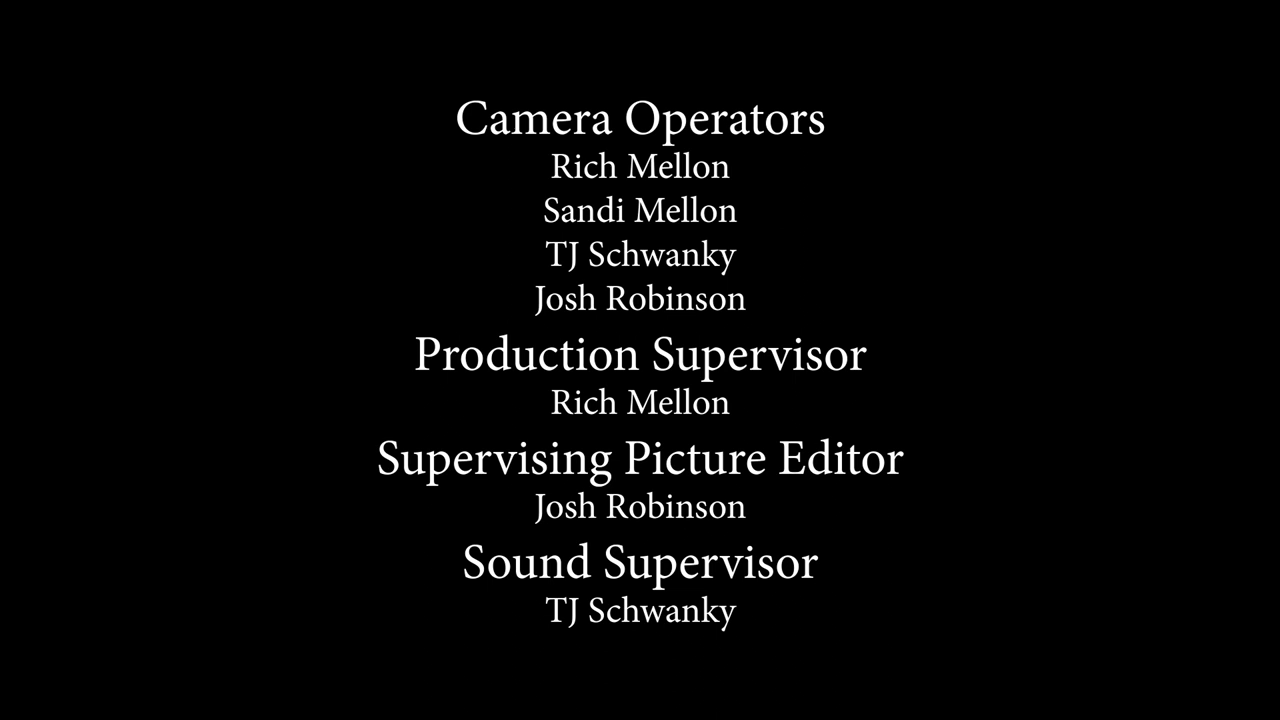 Camera Operators
Rich Mellon
Sandi Mellon
TJ Schwanky
Josh Robinson
Production Supervisor
Rich Mellon
Supervising Picture Editor
Josh Robinson
Sound Supervisor
TJ Schwanky